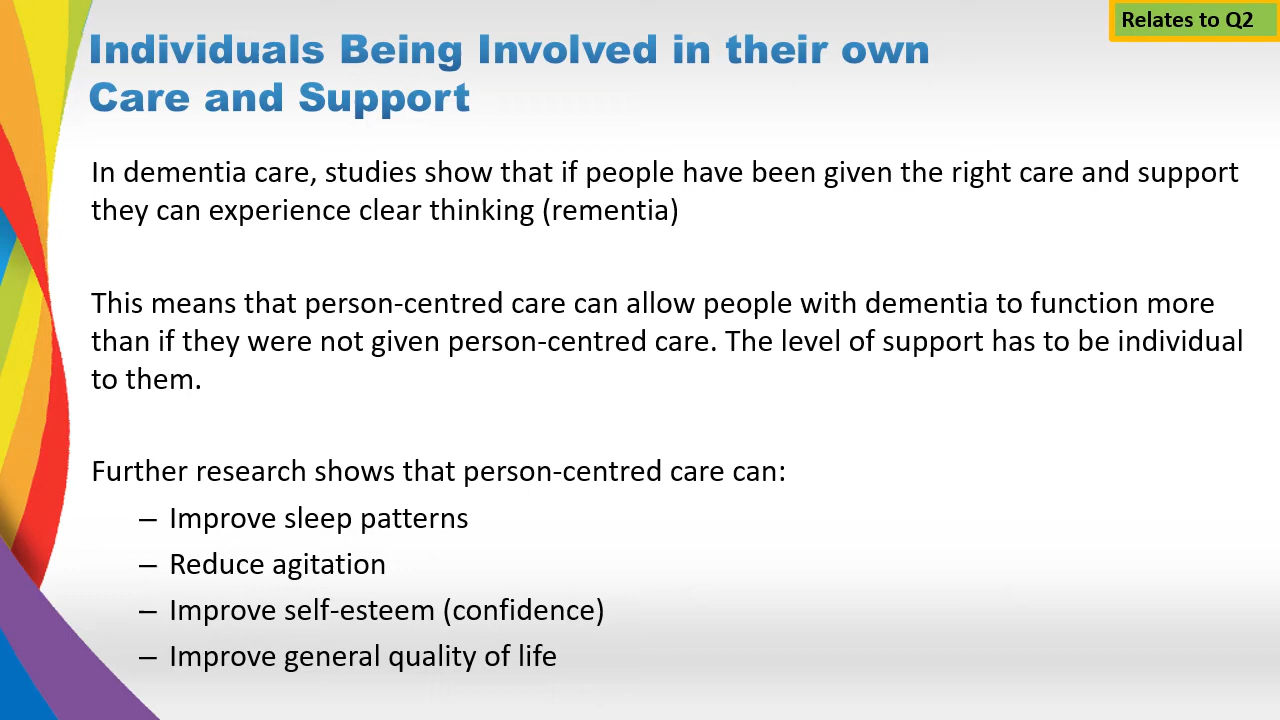 Relates to Q2
Individuals Being Involved in their own
Care and Support
In dementia care, studies show that if people have been given the right care and support
they can experience clear thinking (rementia)
This means that person-centred care can allow people with dementia to function more
than if they were not given person-centred care. The level of support has to be individual
to them.
Further research shows that person-centred care can:
– Improve sleep patterns
– Reduce agitation
– Improve self-esteem (confidence)
– Improve general quality of life